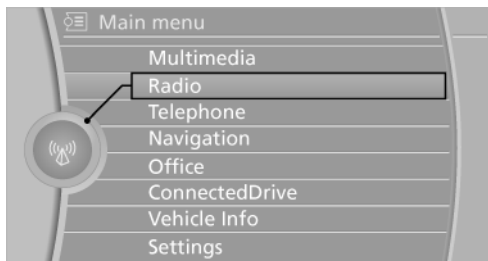 Main menu
Multimedia
Radio
Telephone
Navigation
Office
ConnectedDrive
Vehicle Info
Settings